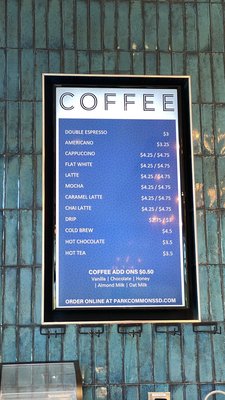 COFFEE
DOUBLE ESPRESSO $3
AMERICANO $3.25
CAPPUCCINO $4.25 / $4.75
FLAT WHITE $4.25 / $4.75
LATTE $4.25 / $4.75
MOCHA $4.25 / $4.75
CARAMEL LATTE $4.25 / $4.75
CHAI LATTE $4.25 / $4.75
DRIP $2.75 / $3
COLD BREW $4.5
HOT CHOCOLATE $3.5
HOT TEA $3.5
COFFEE ADD ONS $0.50
Vanilla | Chocolate | Honey
| Almond Milk | Oat Milk
ORDER ONLINE AT PARKCOMMONSSD.COM